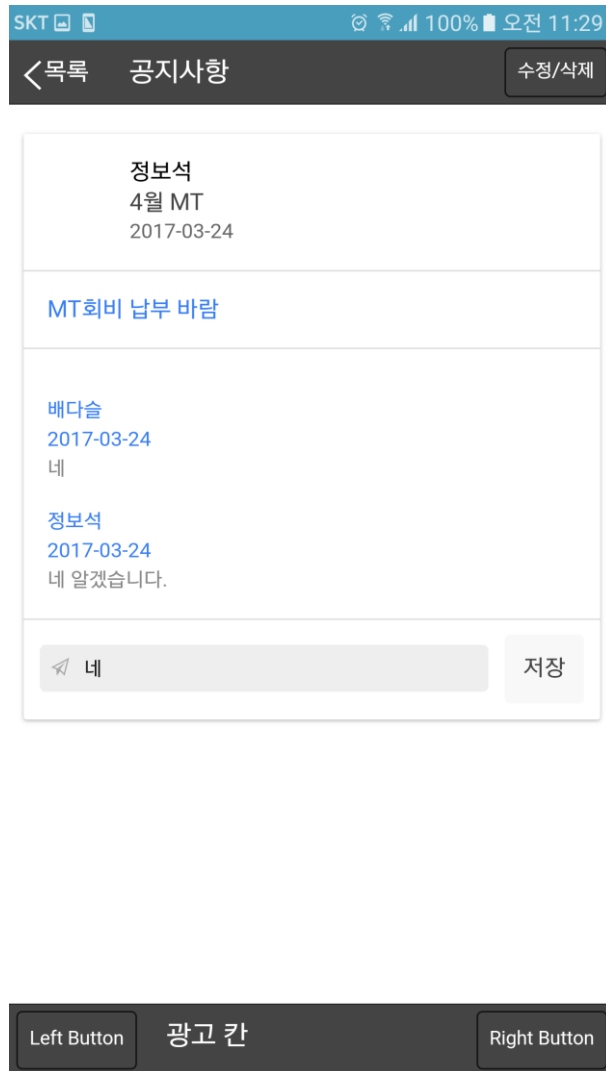 SKT 100% 오전 11:29
목록 공지사항 수정/삭제
정보석
4월 MT
2017-03-24
MT회비 납부 바람
배다슬
2017-03-24
네
정보석
2017-03-24
네 알겠습니다.
네 저장
Left Button 광고 칸 Right Button